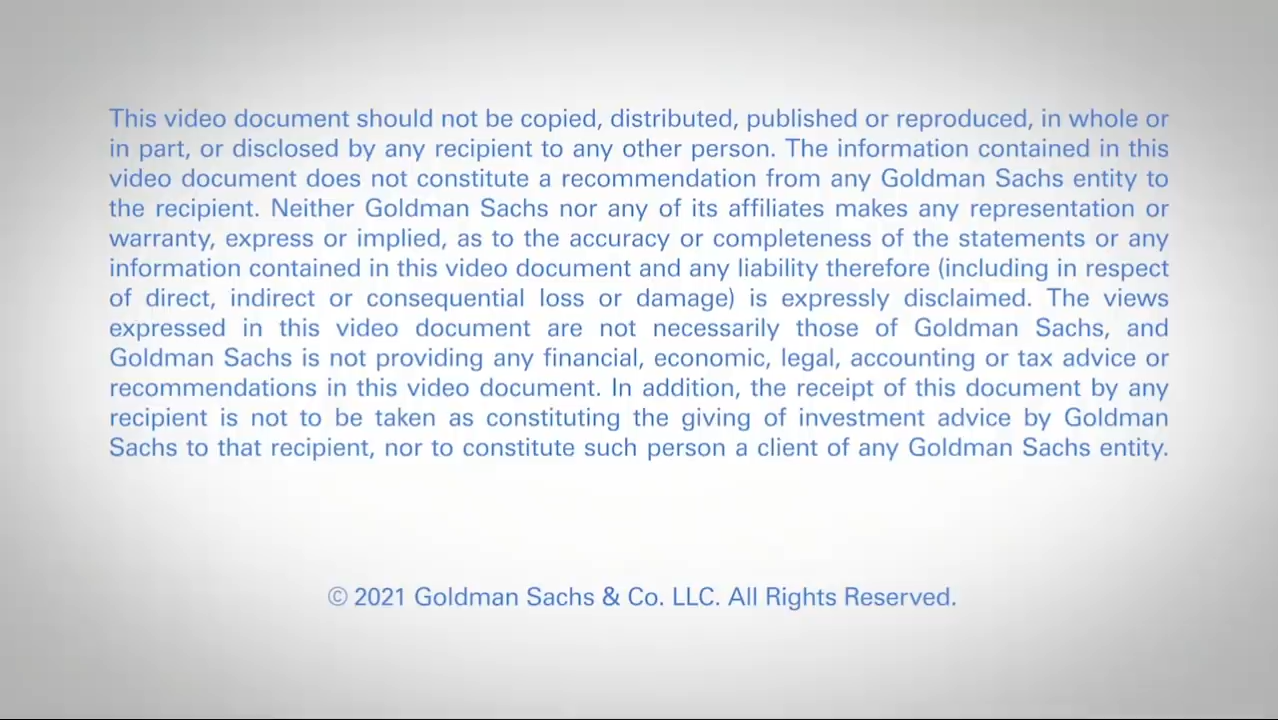 This video document should not be copied, distributed, published or reproduced, in whole or
in part, or disclosed by any recipient to any other person. The information contained in this
video document does not constitute a recommendation from any Goldman Sachs entity to
the recipient. Neither Goldman Sachs nor any of its affiliates makes any representation or
warranty, express or implied, as to the accuracy or completeness of the statements or any
information contained in this video document and any liability therefore (including in respect
of direct, indirect or consequential loss or damage) is expressly disclaimed. The views
expressed in this video document are not necessarily those of Goldman Sachs, and
Goldman Sachs is not providing any financial, economic, legal, accounting or tax advice or
recommendations in this video document. In addition, the receipt of this document by any
recipient is not to be taken as constituting the giving of investment advice by Goldman
Sachs to that recipient, nor to constitute such person a client of any Goldman Sachs entity.
© 2021 Goldman Sachs & Co. LLC. All Rights Reserved.